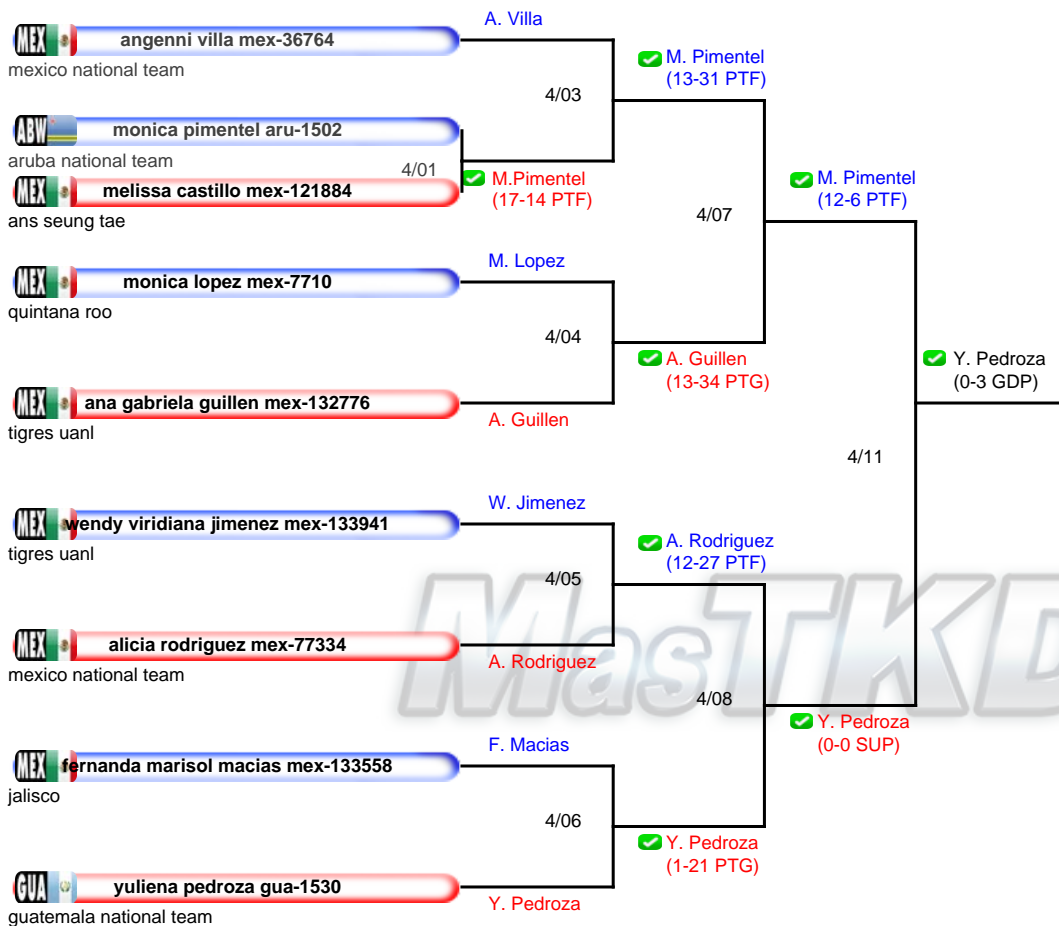 A. Villa
MEX angenni villa mex-36764
mexico national team
M. Pimentel
(13-31 PTF)
4/03
ABW monica pimentel aru-1502
aruba national team
4/01
MEX melissa castillo mex-121884
ans seung tae
M.Pimentel
(17-14 PTF)
M. Pimentel
(12-6 PTF)
4/07
M. Lopez
MEX monica lopez mex-7710
quintana roo
4/04
A. Guillen
(13-34 PTG)
Y. Pedroza
(0-3 GDP)
MEX ana gabriela guillen mex-132776
tigres uanl
A. Guillen
4/11
W. Jimenez
MEX wendy viridiana jimenez mex-133941
tigres uanl
A. Rodriguez
(12-27 PTF)
4/05
MasTKD
MEX alicia rodriguez mex-77334
mexico national team
A. Rodriguez
4/08
Y. Pedroza
(0-0 SUP)
F. Macias
MEX fernanda marisol macias mex-133558
jalisco
4/06
Y. Pedroza
(1-21 PTG)
GUA yuliena pedroza gua-1530
guatemala national team
Y. Pedroza